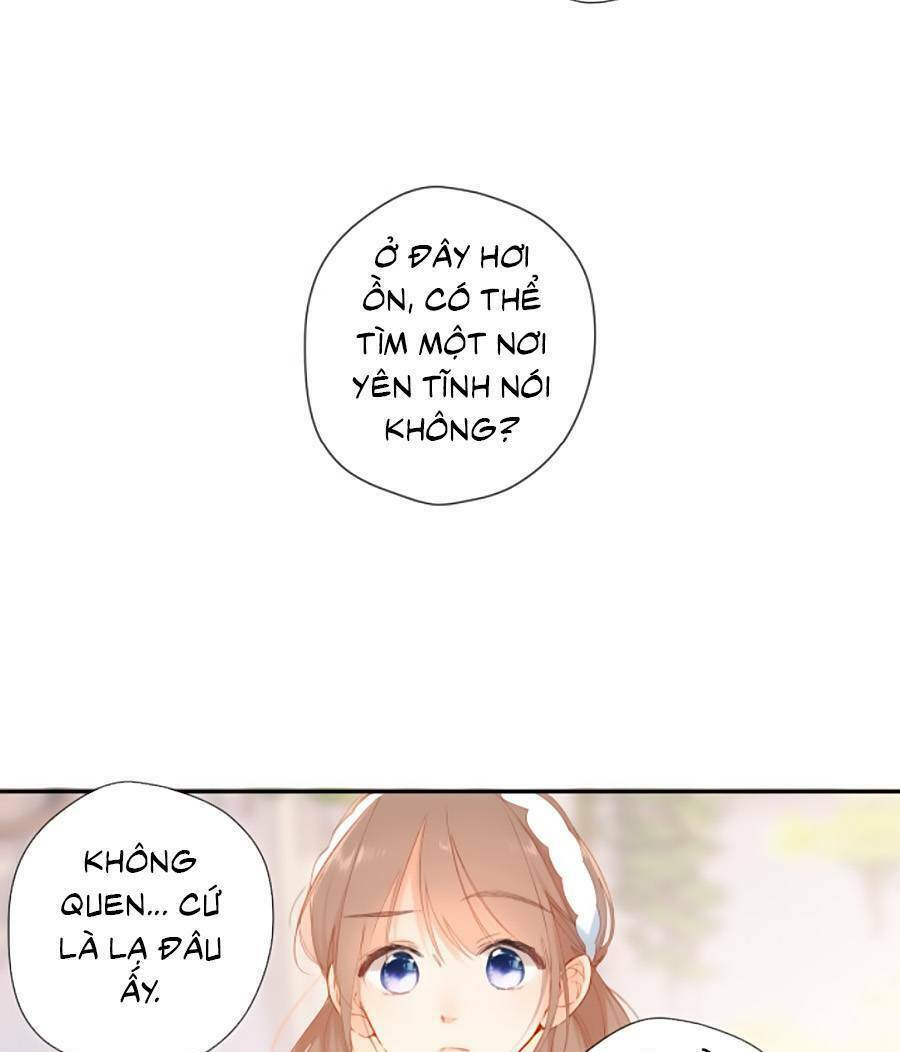 Ở ĐÂY HƠI
ỒN, CÓ THỂ
TÌM MỘT NƠI
YÊN TĨNH NÓI
KHÔNG?
KHÔNG
QUEN... CỨ
LÀ LẠ ĐÂU
ẤY.